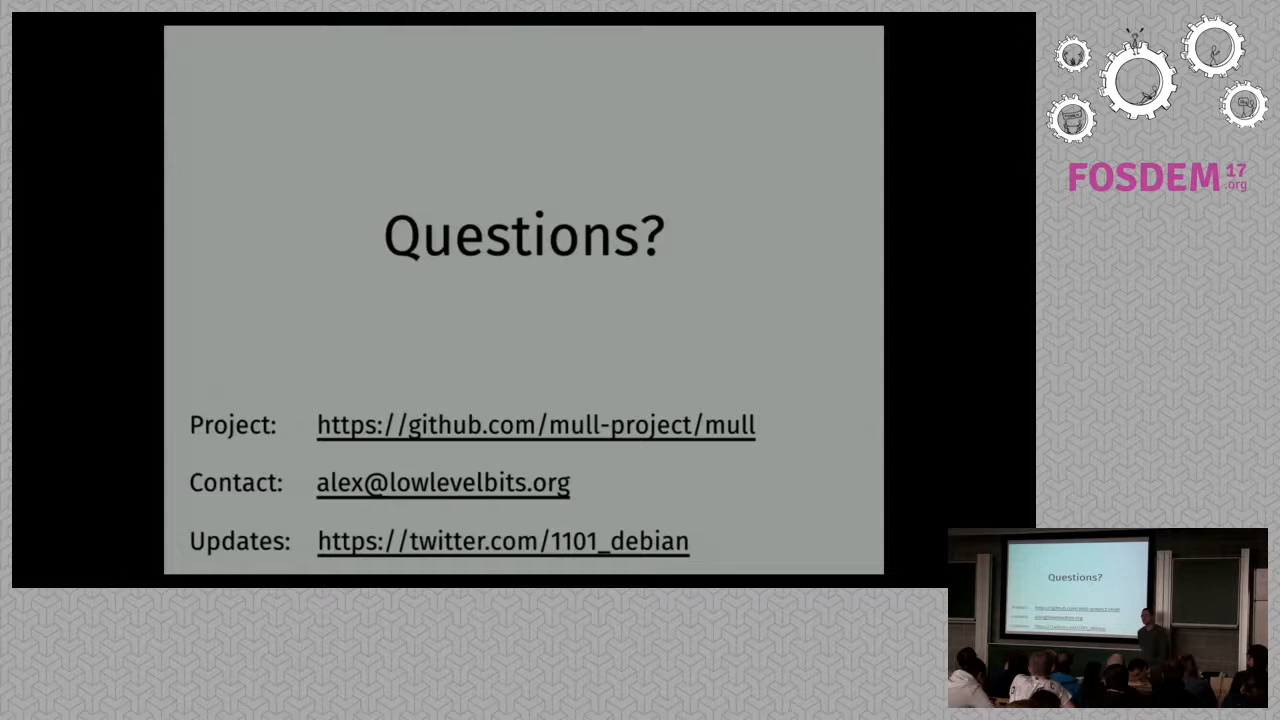 Questions?
Project: https://github.com/mull-project/mull
Contact: alex@lowlevelbits.org
Updates: https://twitter.com/1101_debian
FOSDEM 17 .org
Questions?